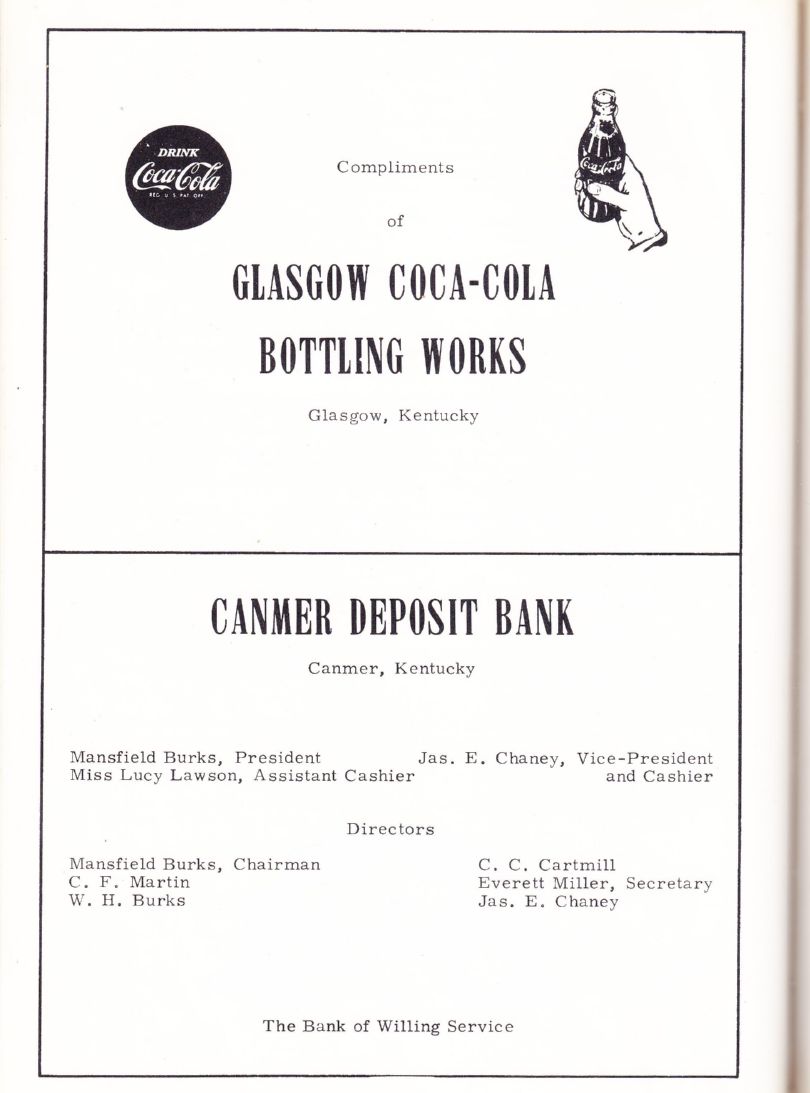 DRINK
Coca-Cola
REG. U. S. PAT. OFF.
Coca-Cola
Compliments
of
GLASGOW COCA-COLA
BOTTLING WORKS
Glasgow, Kentucky
CANMER DEPOSIT BANK
Canmer, Kentucky
Mansfield Burks, President
Miss Lucy Lawson, Assistant Cashier
Jas. E. Chaney, Vice-President
and Cashier
Directors
Mansfield Burks, Chairman
C. F. Martin
W. H. Burks
C. C. Cartmill
Everett Miller, Secretary
Jas. E. Chaney
The Bank of Willing Service